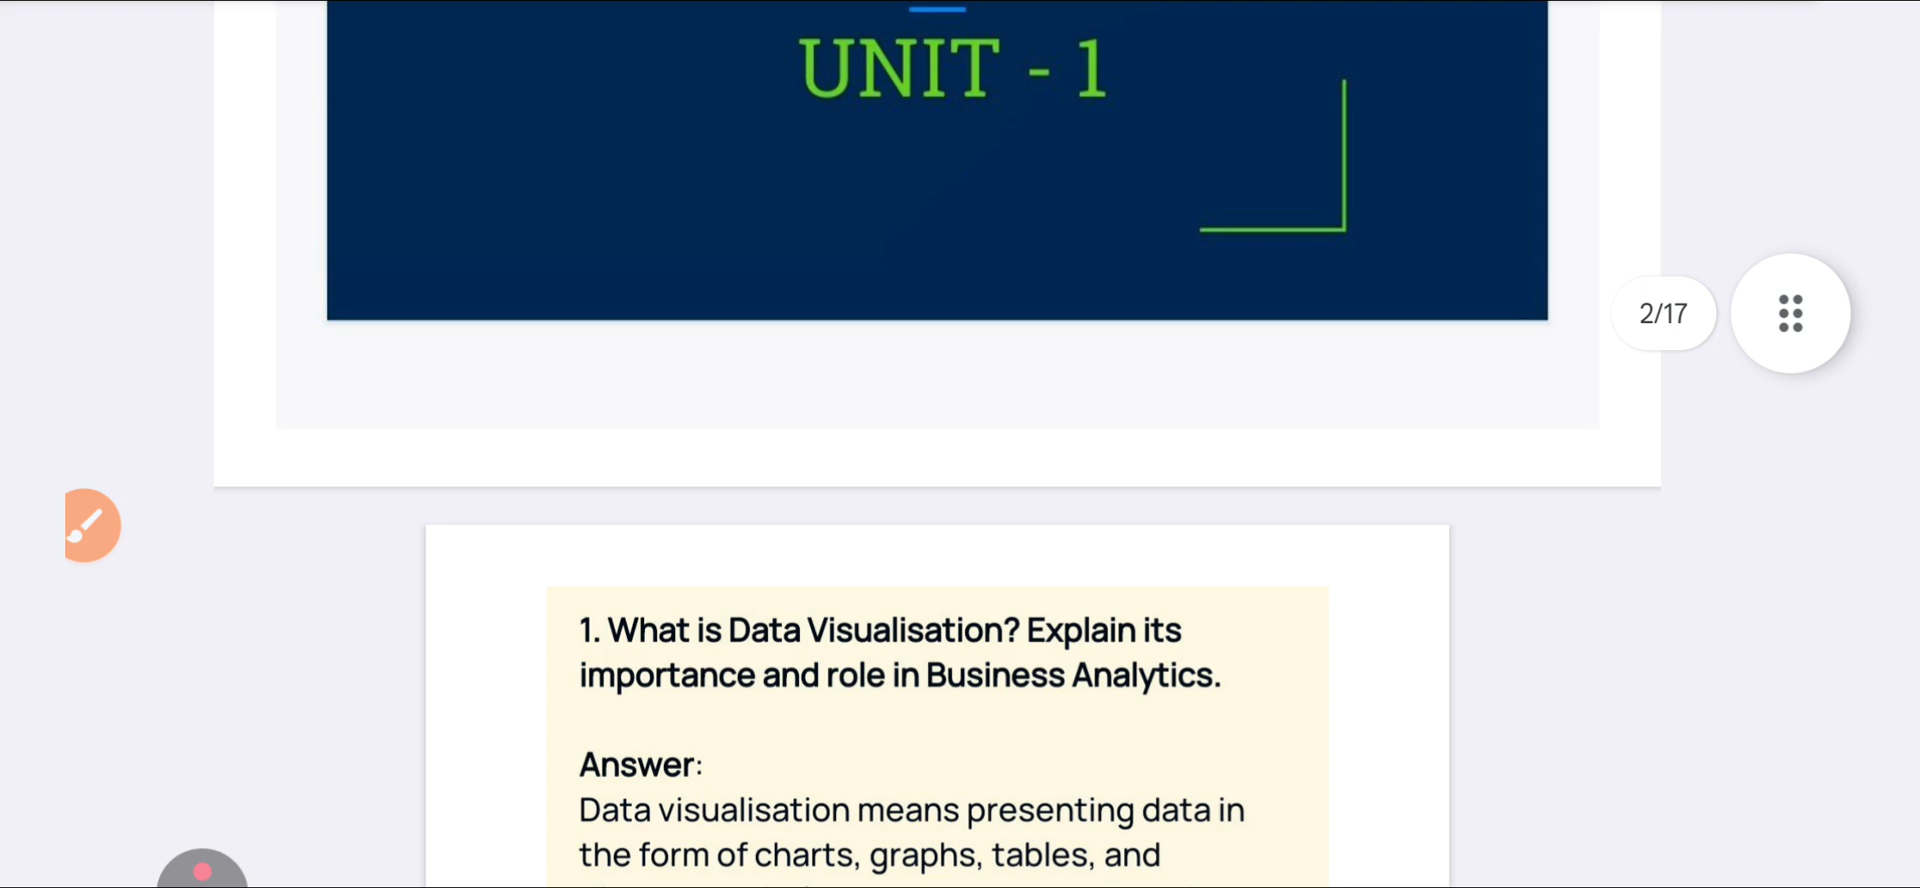 UNIT - 1
2/17
1. What is Data Visualisation? Explain its
importance and role in Business Analytics.
Answer:
Data visualisation means presenting data in
the form of charts, graphs, tables, and